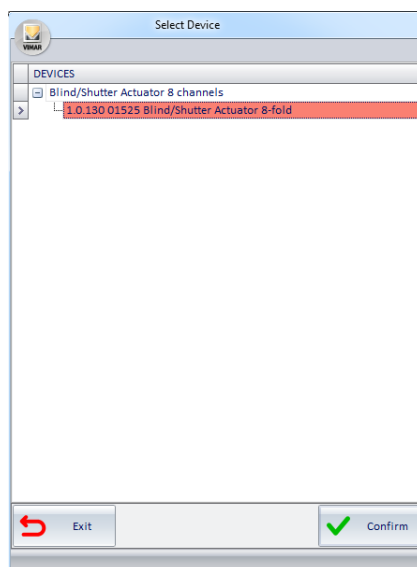 Select Device
VIMAR
DEVICES
Blind/Shutter Actuator 8 channels
1.0.130 01525 Blind/Shutter Actuator 8-fold
Exit
Confirm